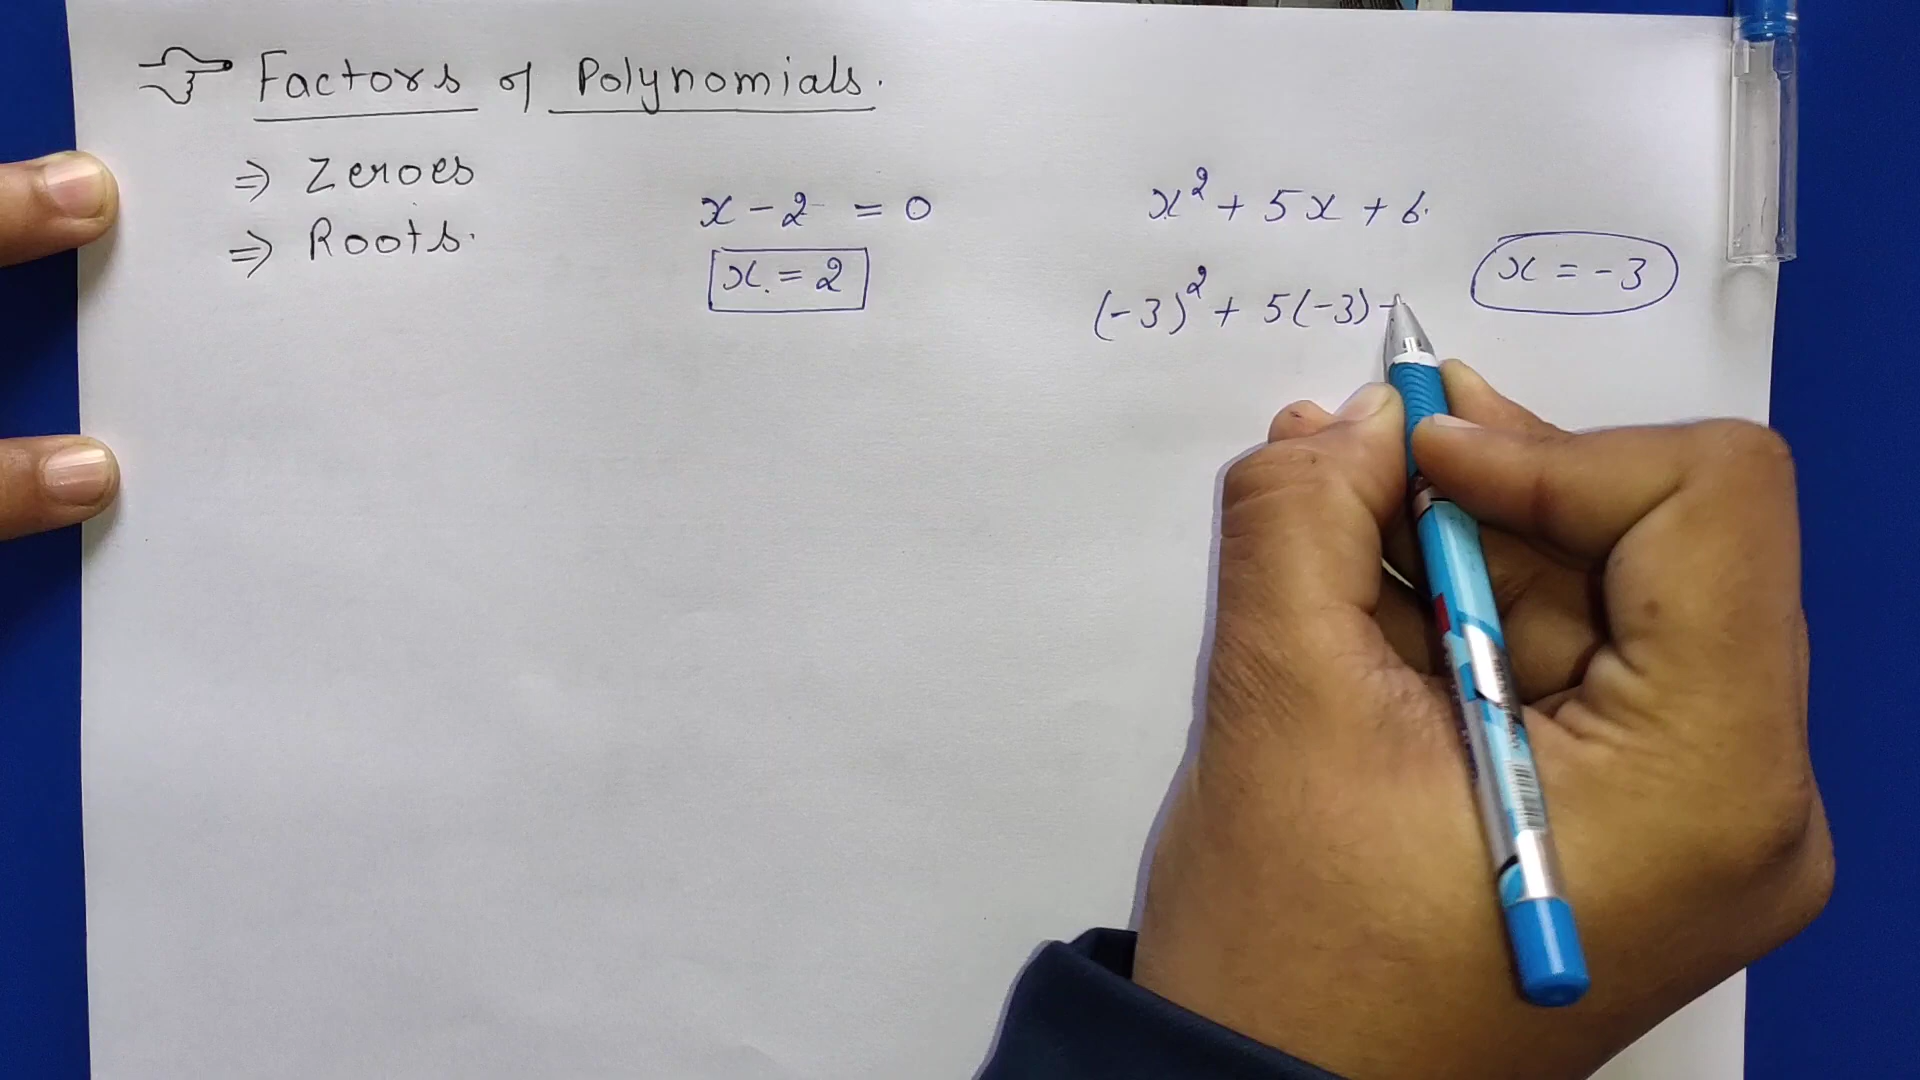 Factors of Polynomials.
⇒ Zeroes
⇒ Roots.
x - 2 = 0
x = 2
x² + 5x + 6.
(-3)² + 5(-3) +
x = -3